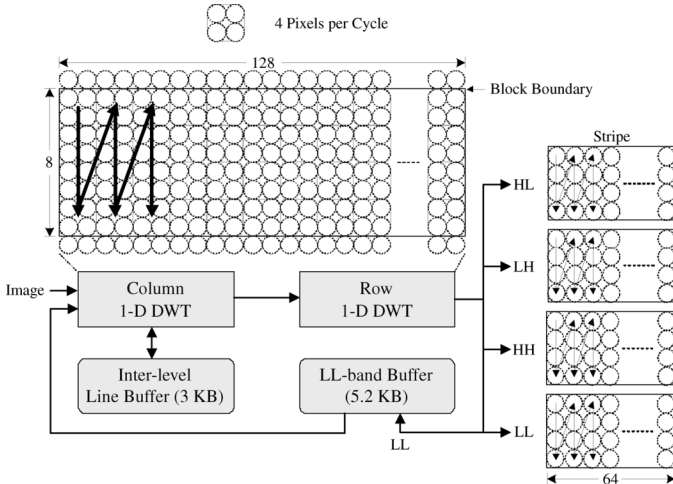 4 Pixels per Cycle
128
Block Boundary
8
Stripe
HL
LH
HH
LL
64
Image
Column
1-D DWT
Row
1-D DWT
Inter-level
Line Buffer (3 KB)
LL-band Buffer
(5.2 KB)
LL